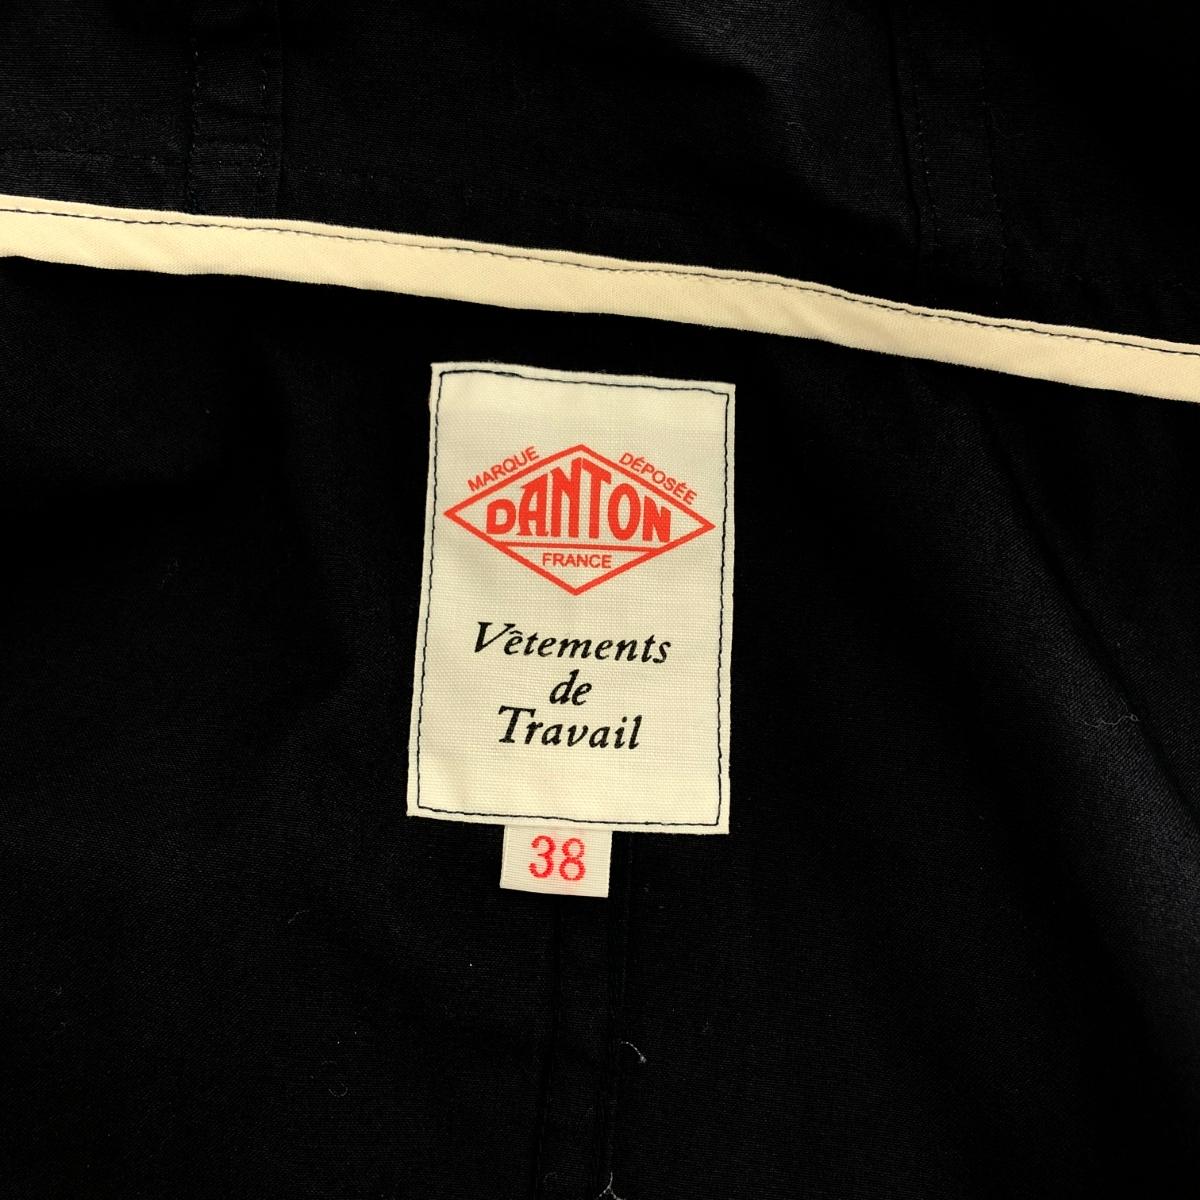 MARQUE DÉPOSÉE
DANTON
FRANCE
Vêtements
de
Travail
38